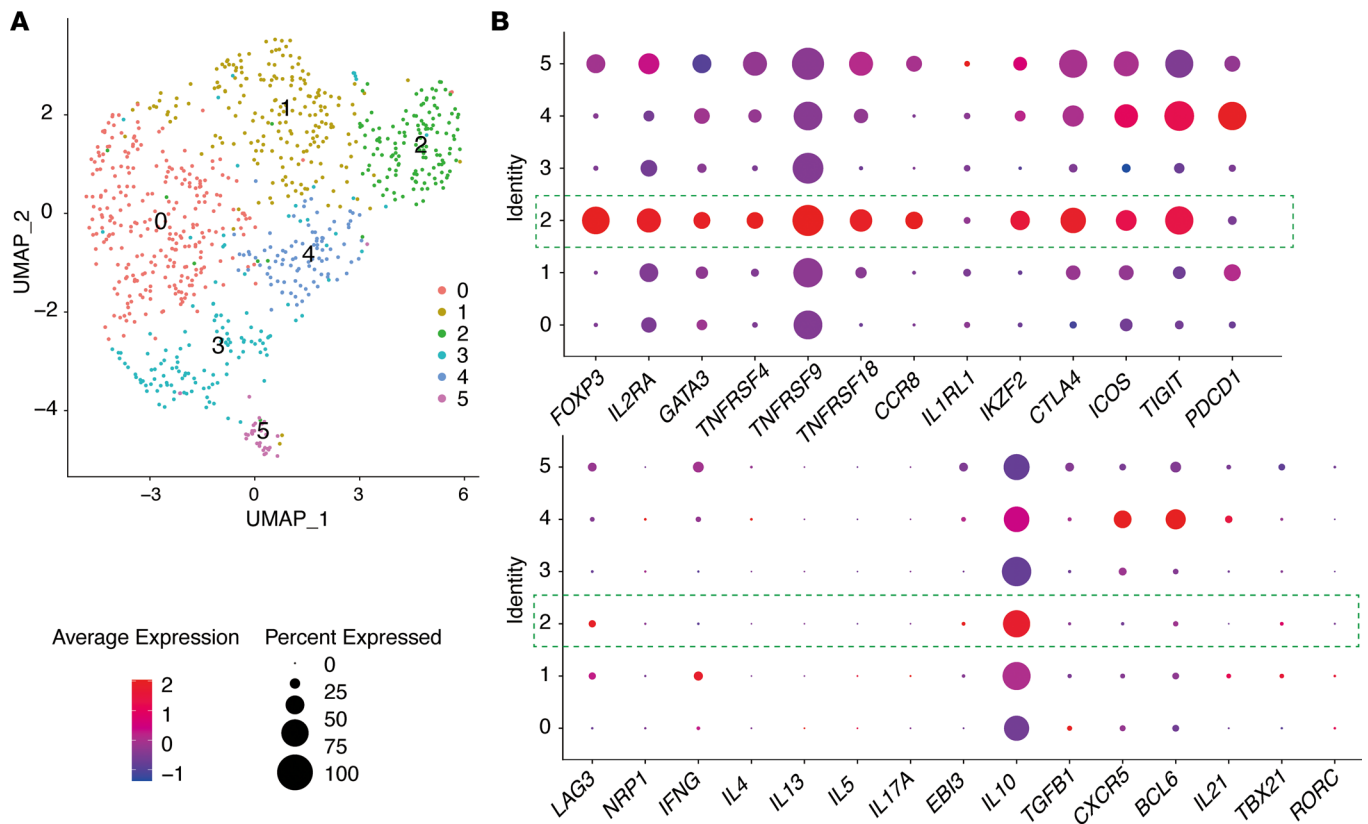 A
B
UMAP_2
2
0
−2
−4
−3
0
3
6
UMAP_1
0
1
2
3
4
5
0
1
2
3
4
5
Identity
5
4
3
2
1
0
FOXP3
IL2RA
GATA3
TNFRSF4
TNFRSF9
TNFRSF18
CCR8
IL1RL1
IKZF2
CTLA4
ICOS
TIGIT
PDCD1
Identity
5
4
3
2
1
0
LAG3
NRP1
IFNG
IL4
IL13
IL5
IL17A
EBI3
IL10
TGFB1
CXCR5
BCL6
IL21
TBX21
RORC
Average Expression
2
1
0
−1
Percent Expressed
0
25
50
75
100